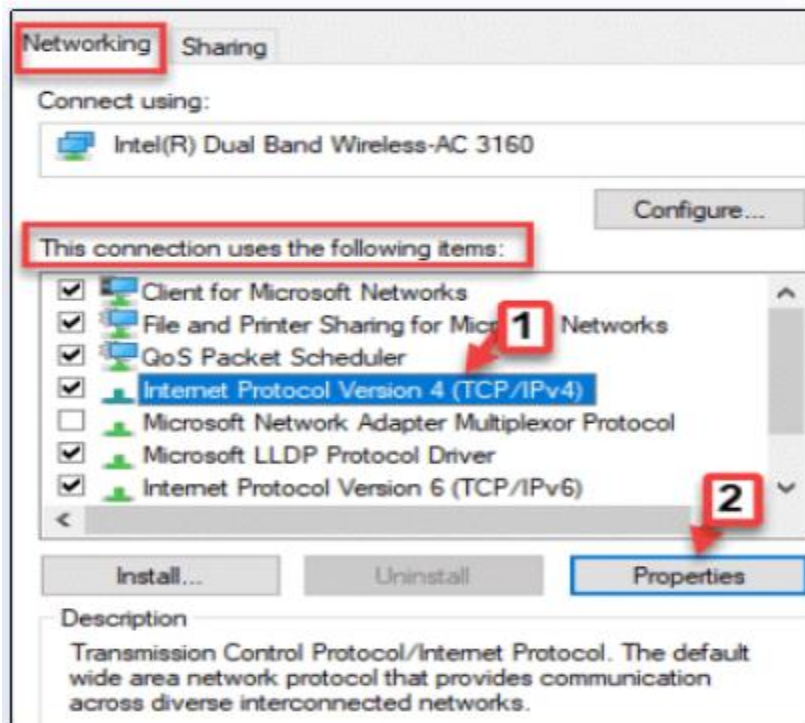 Networking Sharing
Connect using:
Intel(R) Dual Band Wireless-AC 3160
Configure...
This connection uses the following items:
Client for Microsoft Networks
File and Printer Sharing for Micr 1 Networks
QoS Packet Scheduler
Internet Protocol Version 4 (TCP/IPv4)
Microsoft Network Adapter Multiplexor Protocol
Microsoft LLDP Protocol Driver
Internet Protocol Version 6 (TCP/IPv6)
2
Install... Uninstall Properties
Description
Transmission Control Protocol/Internet Protocol. The default
wide area network protocol that provides communication
across diverse interconnected networks.